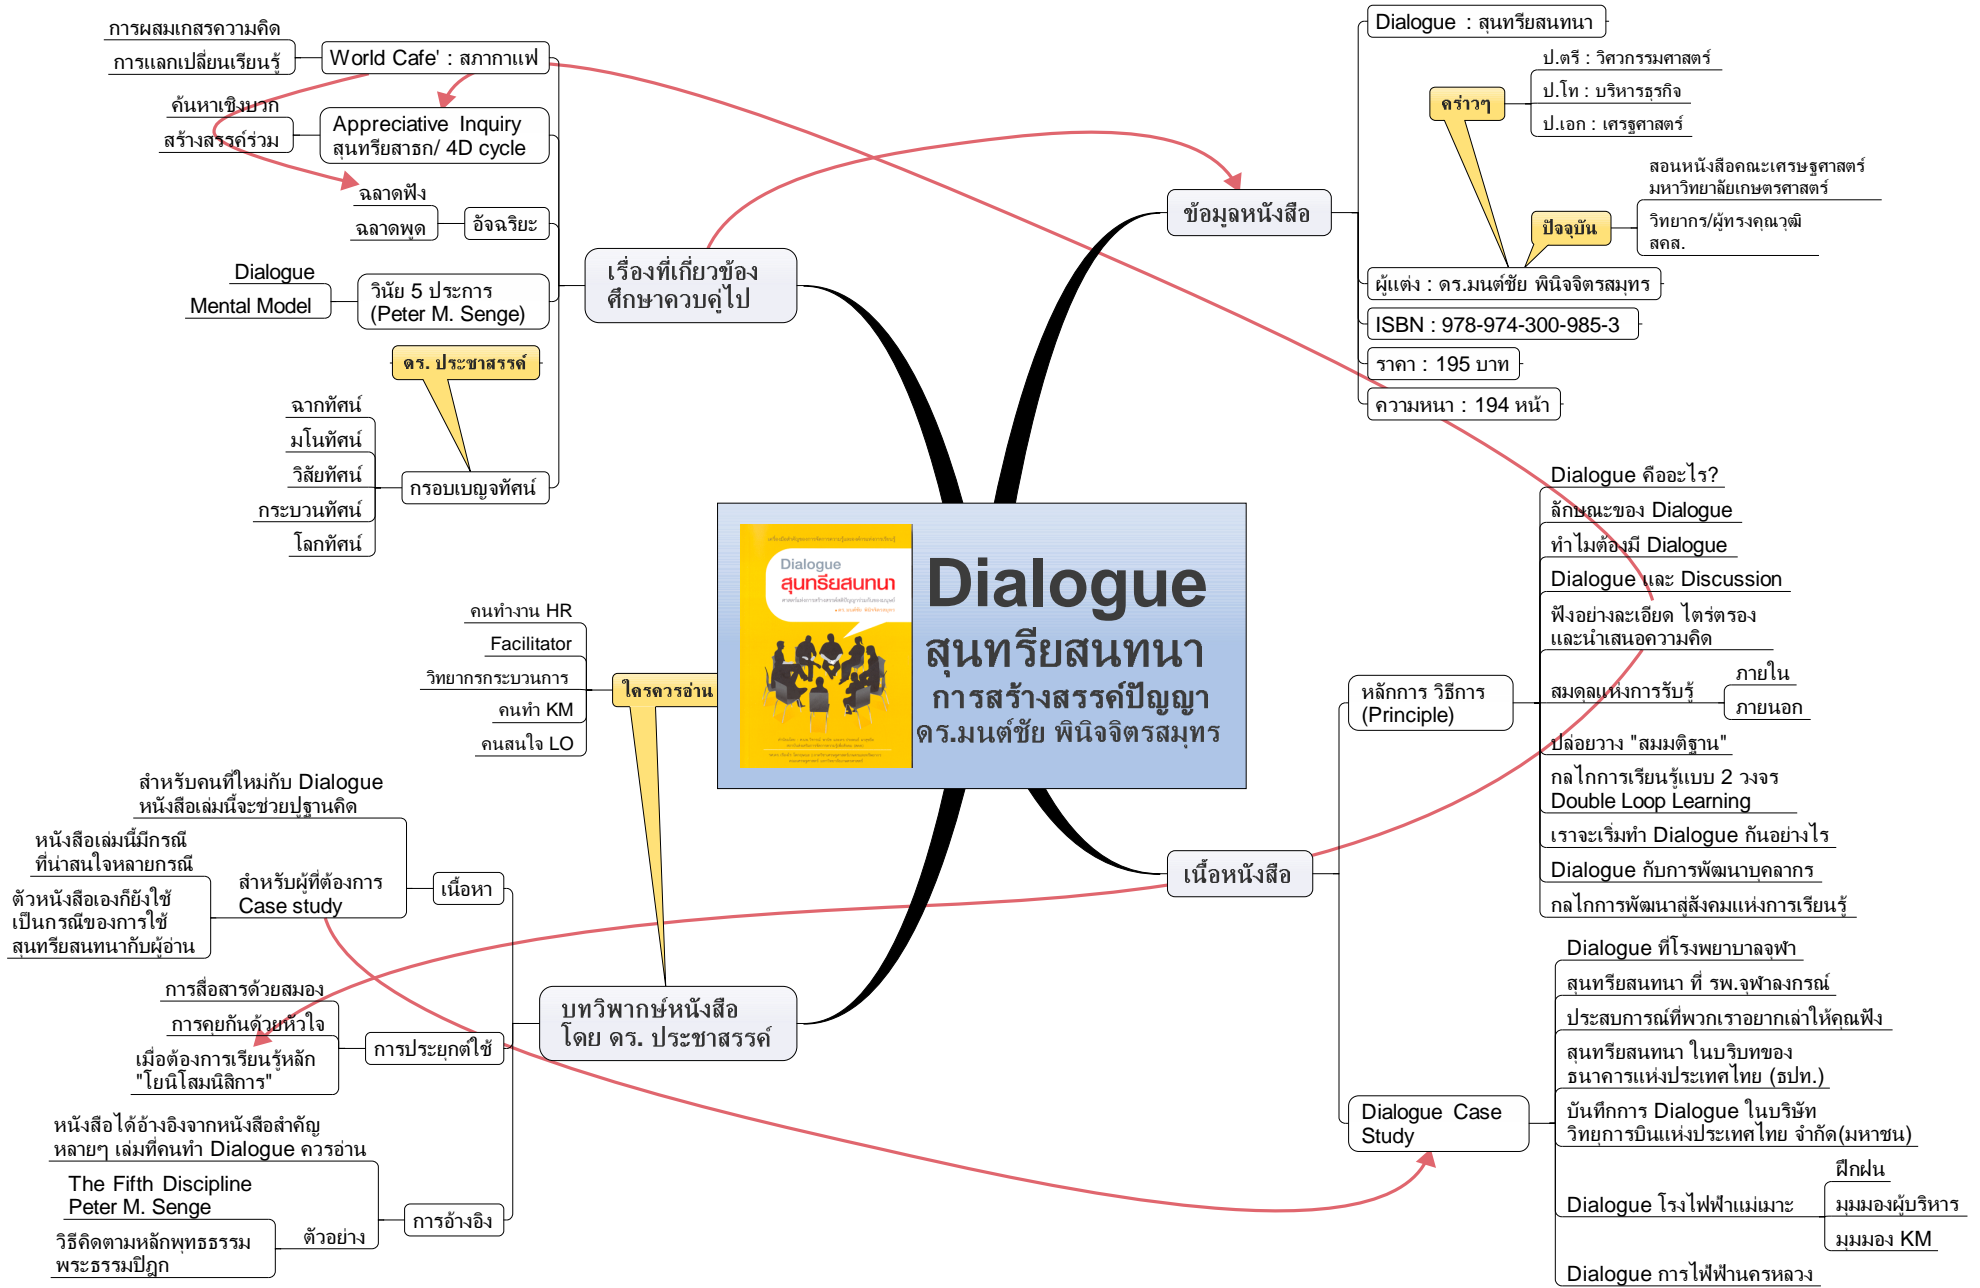 Dialogue
สุนทรียสนทนา
การสร้างสรรค์ปัญญา
ดร.มนต์ชัย พินิจจิตรสมุทร
Dialogue
สุนทรียสนทนา
ข้อมูลหนังสือ
Dialogue : สุนทรียสนทนา
คร่าวๆ
ป.ตรี : วิศวกรรมศาสตร์
ป.โท : บริหารธุรกิจ
ป.เอก : เศรฐศาสตร์
ปัจจุบัน
สอนหนังสือคณะเศรษฐศาสตร์
มหาวิทาลัยเกษตรศาสตร์
วิทยากร/ผู้ทรงคุณวุฒิ
สคส.
ผู้แต่ง : ดร.มนต์ชัย พินิจจิตรสมุทร
ISBN : 978-974-300-985-3
ราคา : 195 บาท
ความหนา : 194 หน้า
เนื้อหนังสือ
หลักการ วิธีการ
(Principle)
Dialogue คืออะไร?
ลักษณะของ Dialogue
ทำไมต้องมี Dialogue
Dialogue และ Discussion
ฟังอย่างละเอียด ไตร่ตรอง
และนำเสนอความคิด
สมดุลแห่งการรับรู้
ภายใน
ภายนอก
ปล่อยวาง "สมมติฐาน"
กลไกการเรียนรู้แบบ 2 วงจร
Double Loop Learning
เราจะเริ่มทำ Dialogue กันอย่างไร
Dialogue กับการพัฒนาบุคลากร
กลไกการพัฒนาสู่สังคมแห่งการเรียนรู้
Dialogue Case
Study
Dialogue ที่โรงพยาบาลจุฬา
สุนทรียสนทนา ที่ รพ.จุฬาลงกรณ์
ประสบการณ์ที่พวกเราอยากเล่าให้คุณฟัง
สุนทรียสนทนา ในบริบทของ
ธนาคารแห่งประเทศไทย (ธปท.)
บันทึกการ Dialogue ในบริษัท
วิทยุการบินแห่งประเทศไทย จำกัด(มหาชน)
Dialogue โรงไฟฟ้าแม่เมาะ
ฝึกฝน
มุมมองผู้บริหาร
มุมมอง KM
Dialogue การไฟฟ้านครหลวง
เรื่องที่เกี่ยวข้อง
ศึกษาควบคู่ไป
World Cafe' : สภากาแฟ
การผสมเกสรความคิด
การแลกเปลี่ยนเรียนรู้
Appreciative Inquiry
สุนทรียสาธก/ 4D cycle
ค้นหาเชิงบวก
สร้างสรรค์ร่วม
อัจฉริยะ
ฉลาดฟัง
ฉลาดพูด
วินัย 5 ประการ
(Peter M. Senge)
Dialogue
Mental Model
ดร. ประชาสรรค์
กรอบเบญจทัศน์
ฉากทัศน์
มโนทัศน์
วิสัยทัศน์
กระบวนทัศน์
โลกทัศน์
ใครควรอ่าน
คนทำงาน HR
Facilitator
วิทยากรกระบวนการ
คนทำ KM
คนสนใจ LO
บทวิพากษ์หนังสือ
โดย ดร. ประชาสรรค์
เนื้อหา
สำหรับคนที่ใหม่กับ Dialogue
หนังสือเล่มนี้จะช่วยปูฐานคิด
สำหรับผู้ที่ต้องการ
Case study
หนังสือเล่มนี้มีกรณี
ที่น่าสนใจหลายกรณี
ตัวหนังสือเองก็ยังใช้
เป็นกรณีของการใช้
สุนทรียสนทนากับผู้อ่าน
การประยุกต์ใช้
การสื่อสารด้วยสมอง
การคุยกันด้วยหัวใจ
เมื่อต้องการเรียนรู้หลัก
"โยนิโสมนิสิการ"
การอ้างอิง
หนังสือได้อ้างอิงจากหนังสือสำคัญ
หลายๆ เล่มที่คนทำ Dialogue ควรอ่าน
ตัวอย่าง
The Fifth Discipline
Peter M. Senge
วิธีคิดตามหลักพุทธธรรม
พระธรรมปิฎก